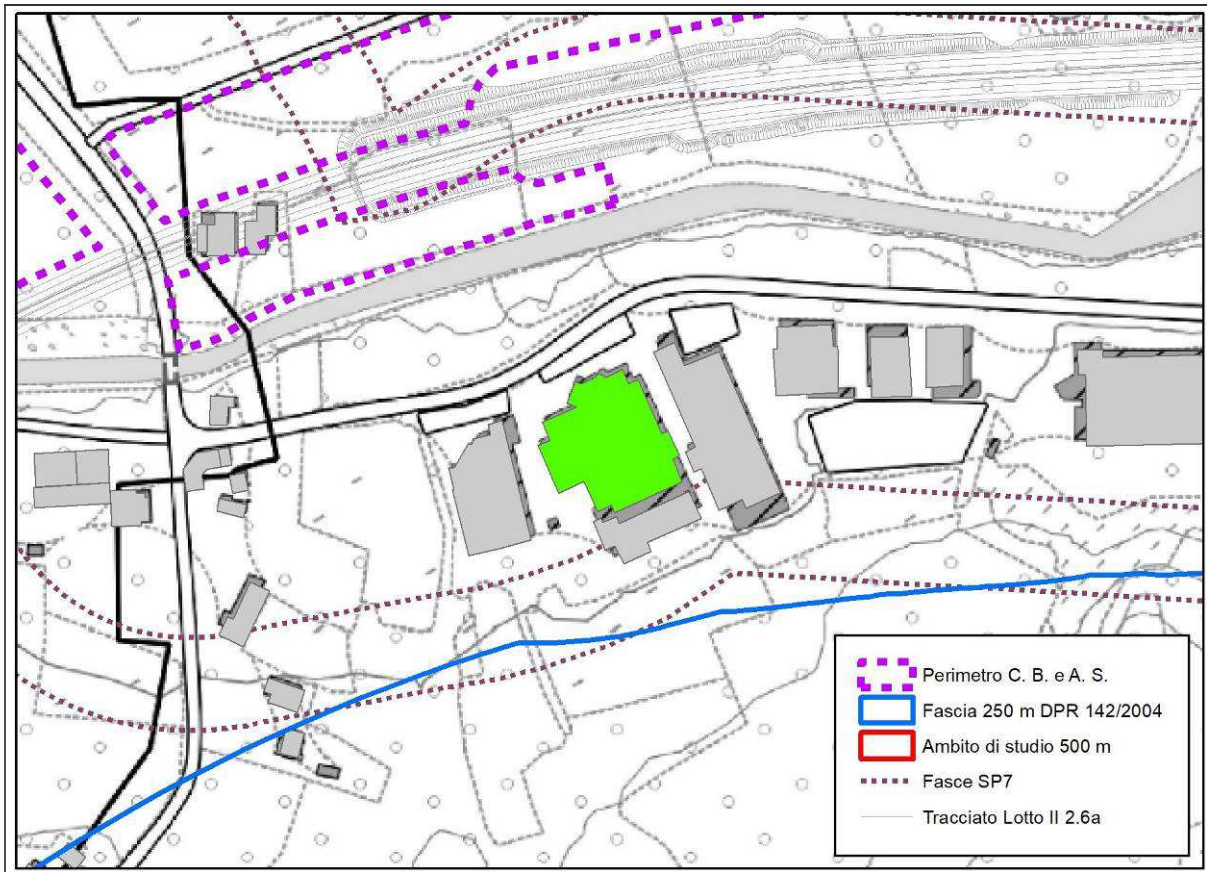 Perimetro C. B. e A. S.
Fascia 250 m DPR 142/2004
Ambito di studio 500 m
Fasce SP7
Tracciato Lotto II 2.6a